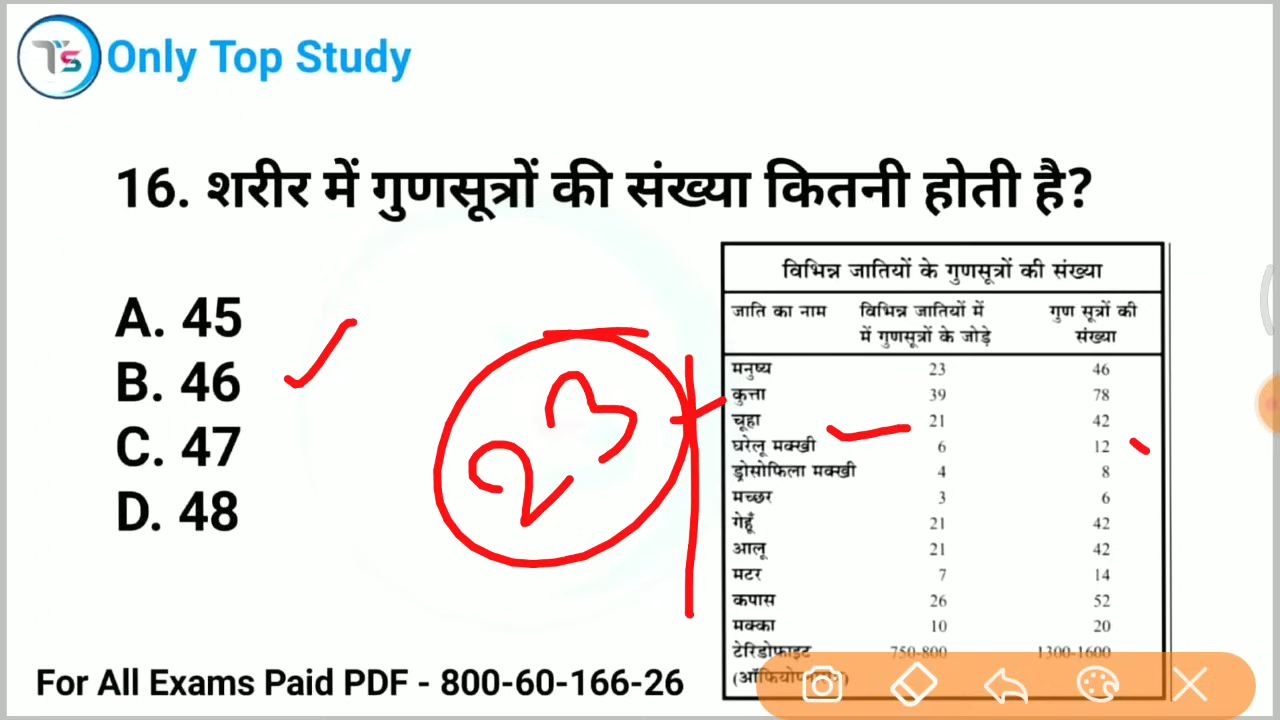 TS Only Top Study
16. शरीर में गुणसूत्रों की संख्या कितनी होती है?
A. 45
B. 46
C. 47
D. 48
23
विभिन्न जातियों के गुणसूत्रों की संख्या
जाति का नाम विभिन्न जातियों में गुण सूत्रों की
में गुणसूत्रों के जोड़े संख्या
मनुष्य 23 46
कुत्ता 39 78
चूहा 21 42
घरेलू मक्खी 6 12
ड्रोसोफिला मक्खी 4 8
मच्छर 3 6
गेहूँ 21 42
आलू 21 42
मटर 7 14
कपास 26 52
मक्का 10 20
टेरिडोफाइट 750-800 1300-1600
For All Exams Paid PDF - 800-60-166-26